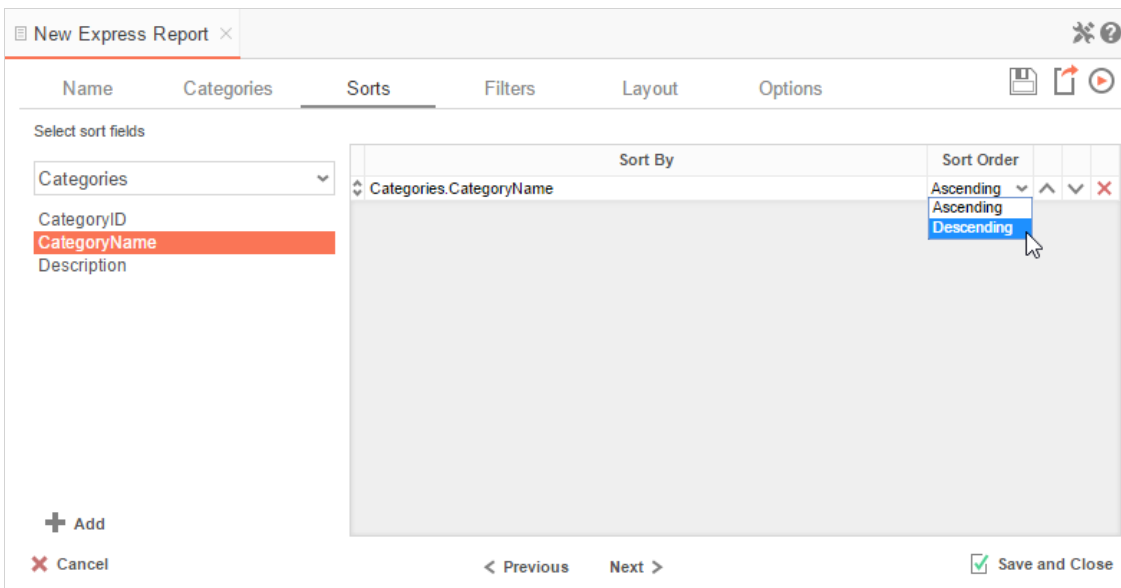 New Express Report
Name Categories Sorts Filters Layout Options
Select sort fields
Categories
CategoryID
CategoryName
Description
Sort By Sort Order
Categories.CategoryName Ascending
Ascending
Descending
Add
Cancel < Previous Next > Save and Close